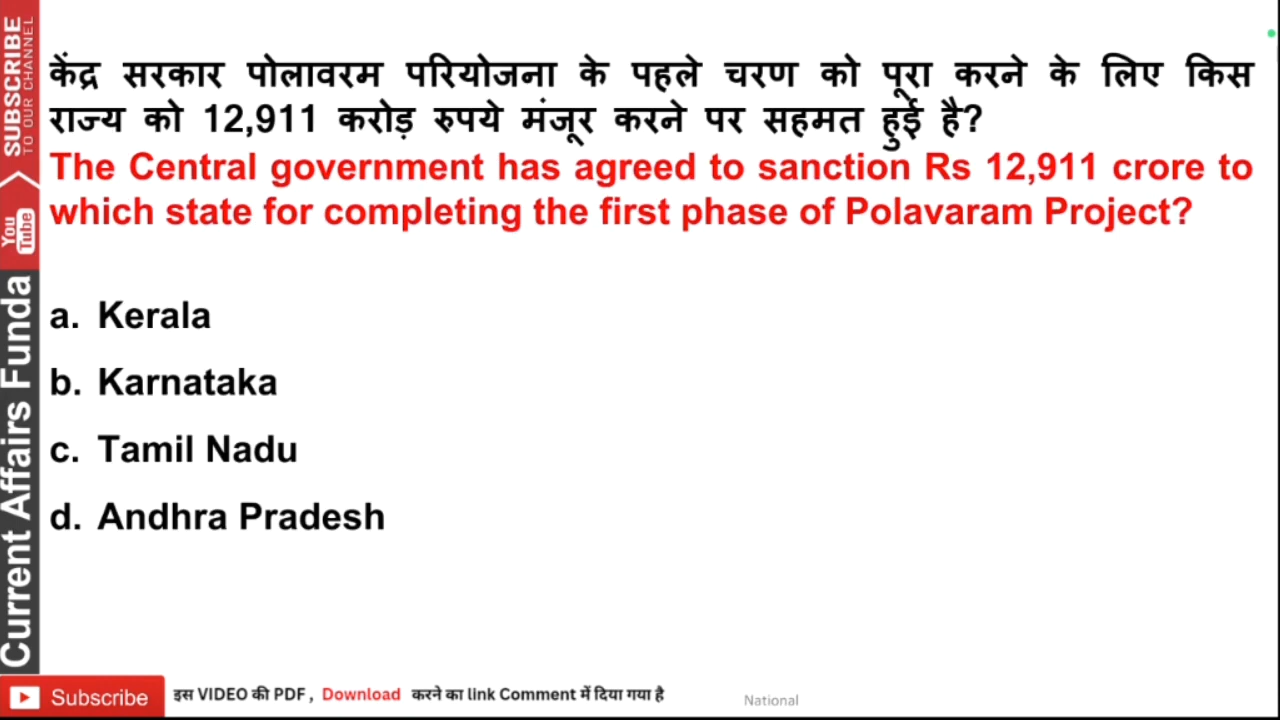 केंद्र सरकार पोलावरम परियोजना के पहले चरण को पूरा करने के लिए किस
राज्य को 12,911 करोड़ रुपये मंजूर करने पर सहमत हुई है?
The Central government has agreed to sanction Rs 12,911 crore to
which state for completing the first phase of Polavaram Project?
a. Kerala
b. Karnataka
c. Tamil Nadu
d. Andhra Pradesh
SUBSCRIBE
TO OUR CHANNEL
You
Tube
Current Affairs Funda
Subscribe
इस VIDEO की PDF , Download करने का link Comment में दिया गया है
National